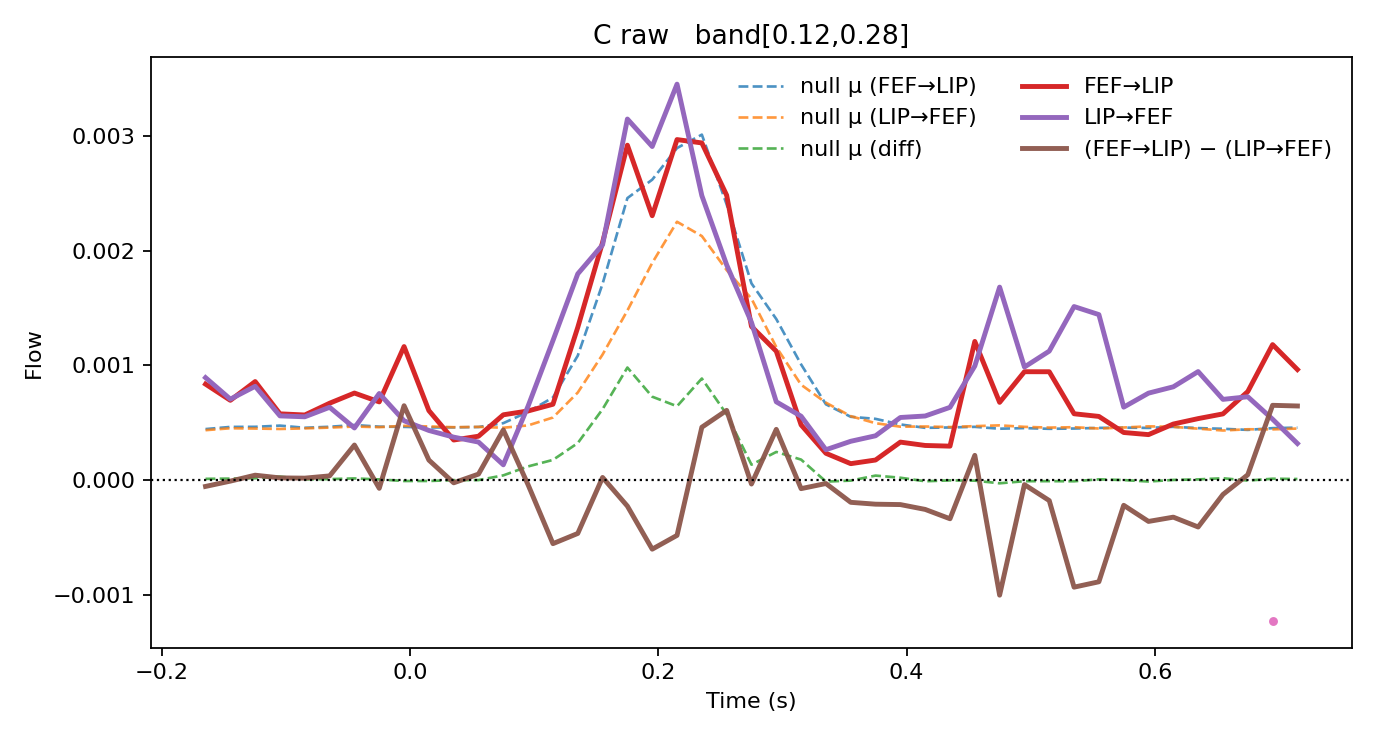 C raw   band[0.12,0.28]
null μ (FEF→LIP)
null μ (LIP→FEF)
null μ (diff)
FEF→LIP
LIP→FEF
(FEF→LIP) − (LIP→FEF)
Flow
0.003
0.002
0.001
0.000
−0.001
−0.2
0.0
0.2
0.4
0.6
Time (s)